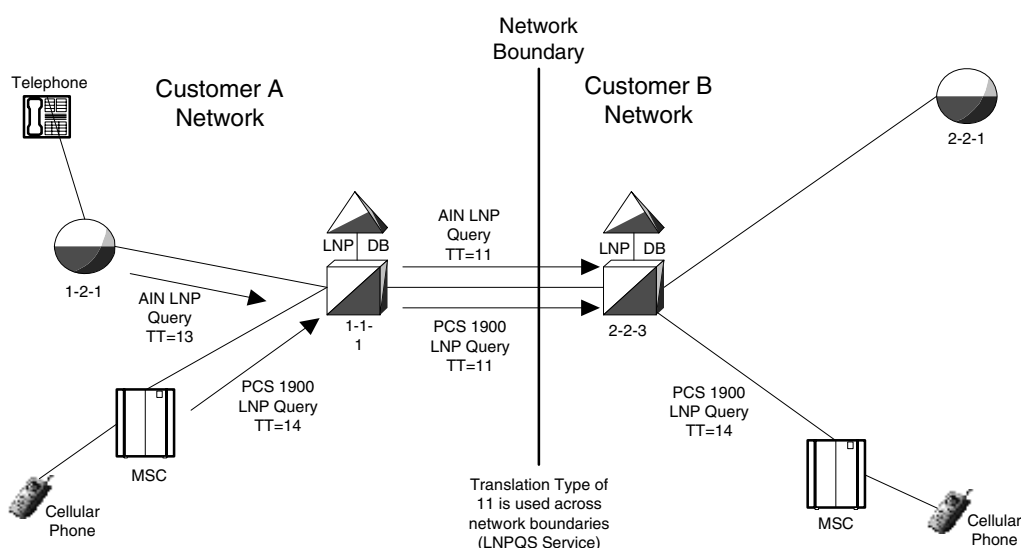 Network
Boundary
Telephone
Customer A
Network
Customer B
Network
2-2-1
LNP DB
AIN LNP
Query
TT=11
LNP DB
1-2-1
AIN LNP
Query
TT=13
1-1-
1
PCS 1900
LNP Query
TT=11
2-2-3
PCS 1900
LNP Query
TT=14
PCS 1900
LNP Query
TT=14
MSC
Cellular
Phone
Translation Type of
11 is used across
network boundaries
(LNPQS Service)
MSC
Cellular
Phone